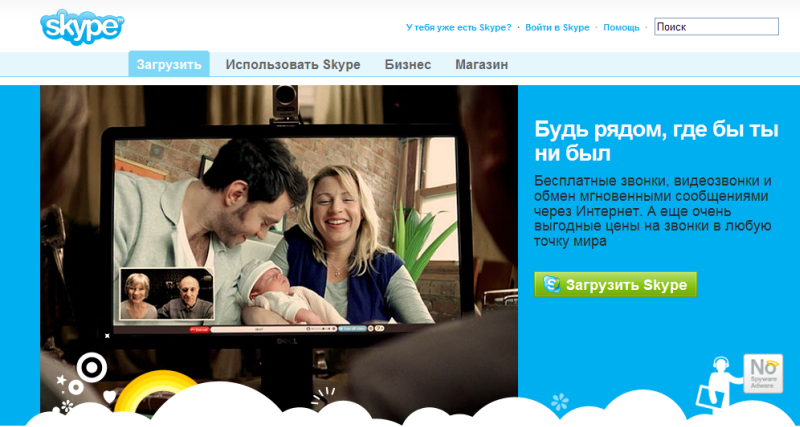 skype
У тебя уже есть Skype? · Войти в Skype · Помощь · Поиск
Загрузить Использовать Skype Бизнес Магазин
Будь рядом, где бы ты
ни был
Бесплатные звонки, видеозвонки и
обмен мгновенными сообщениями
через Интернет. А еще очень
выгодные цены на звонки в любую
точку мира
Загрузить Skype
DELL
No
Spyware
Adware